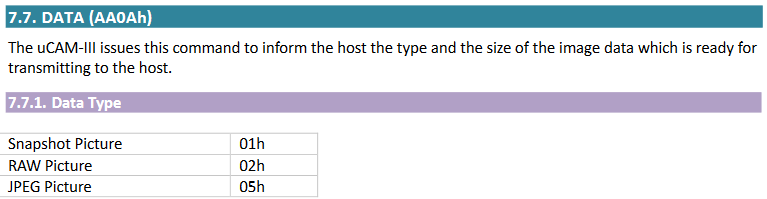 7.7. DATA (AA0Ah)
The uCAM-III issues this command to inform the host the type and the size of the image data which is ready for
transmitting to the host.
7.7.1. Data Type
Snapshot Picture 01h
RAW Picture 02h
JPEG Picture 05h